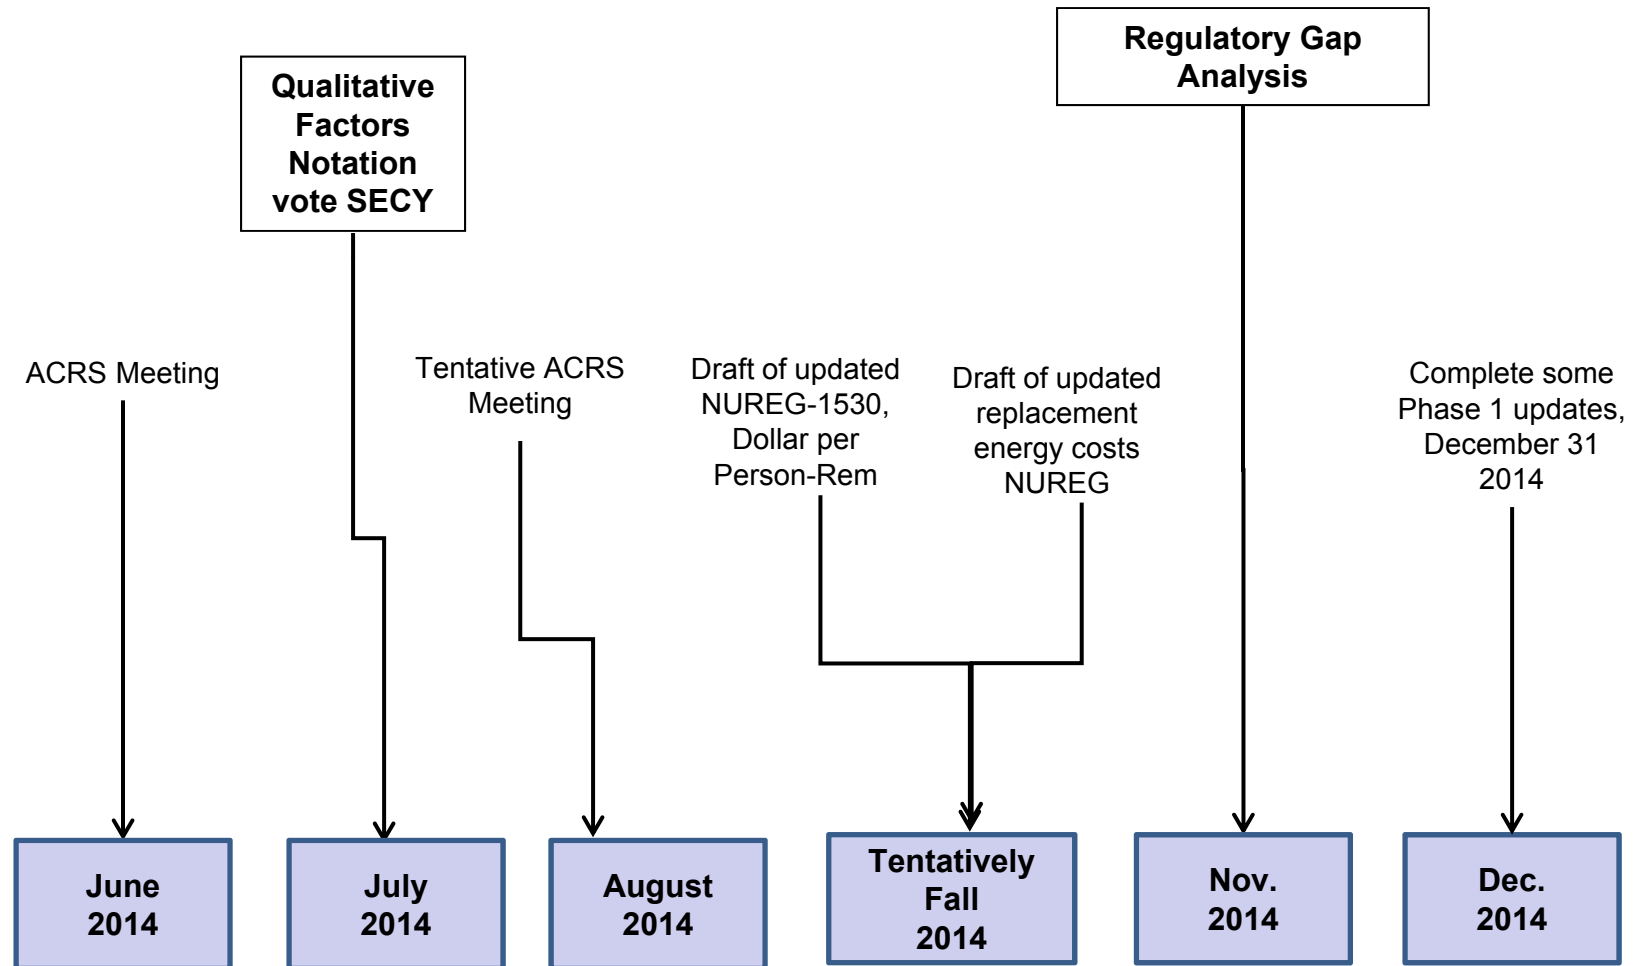 Regulatory Gap
Analysis
Qualitative
Factors
Notation
vote SECY
ACRS Meeting
Tentative ACRS
Meeting
Draft of updated
NUREG-1530,
Dollar per
Person-Rem
Draft of updated
replacement
energy costs
NUREG
Complete some
Phase 1 updates,
December 31
2014
June
2014
July
2014
August
2014
Tentatively
Fall
2014
Nov.
2014
Dec.
2014